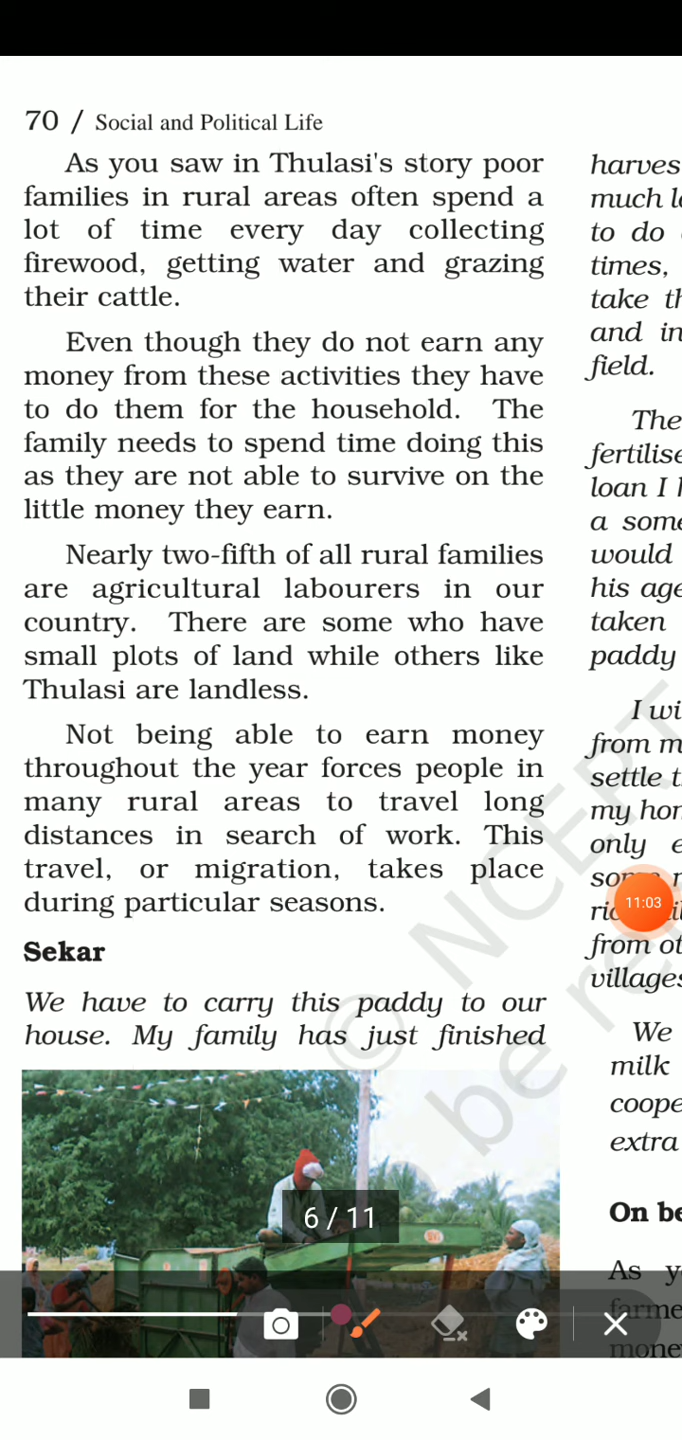 70 / Social and Political Life
As you saw in Thulasi's story poor
families in rural areas often spend a
lot of time every day collecting
firewood, getting water and grazing
their cattle.
Even though they do not earn any
money from these activities they have
to do them for the household. The
family needs to spend time doing this
as they are not able to survive on the
little money they earn.
Nearly two-fifth of all rural families
are agricultural labourers in our
country. There are some who have
small plots of land while others like
Thulasi are landless.
Not being able to earn money
throughout the year forces people in
many rural areas to travel long
distances in search of work. This
travel, or migration, takes place
during particular seasons.
Sekar
We have to carry this paddy to our
house. My family has just finished
6 / 11
harves
much l
to do
times,
take th
and in
field.
The
fertilise
loan I
a some
would
his age
taken
paddy
I wi
from m
settle t
my hon
only e
11:03
from ot
villages
We
milk
coope
extra
On be
As y
farme
mone
© NCERT
be re